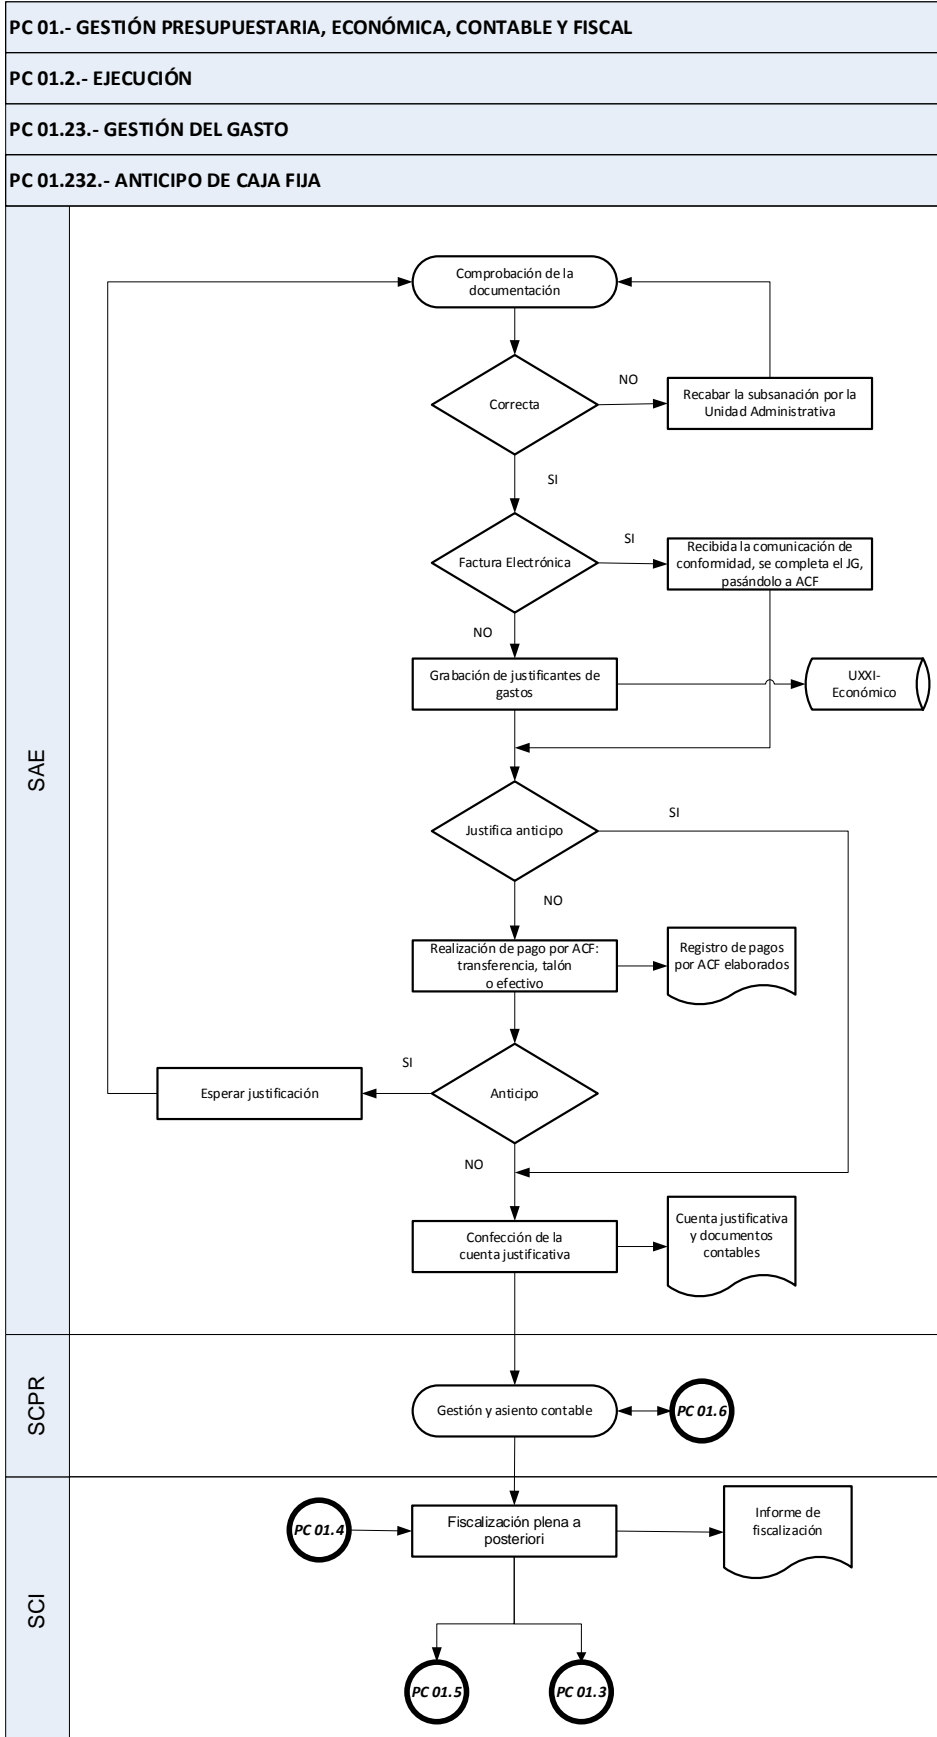 PC 01.- GESTIÓN PRESUPUESTARIA, ECONÓMICA, CONTABLE Y FISCAL
PC 01.2.- EJECUCIÓN
PC 01.23.- GESTIÓN DEL GASTO
PC 01.232.- ANTICIPO DE CAJA FIJA
SAE
Comprobación de la
documentación
Correcta
NO
Recabar la subsanación por la
Unidad Administrativa
SI
Factura Electrónica
SI
Recibida la comunicación de
conformidad, se completa el JG,
pasándolo a ACF
NO
Grabación de justificantes de
gastos
UXXI-
Económico
Justifica anticipo
SI
NO
Realización de pago por ACF:
transferencia, talón
o efectivo
Registro de pagos
por ACF elaborados
Anticipo
SI
Esperar justificación
NO
Confección de la
cuenta justificativa
Cuenta justificativa
y documentos
contables
SCPR
Gestión y asiento contable
PC 01.6
SCI
PC 01.4
Fiscalización plena a
posteriori
Informe de
fiscalización
PC 01.5
PC 01.3